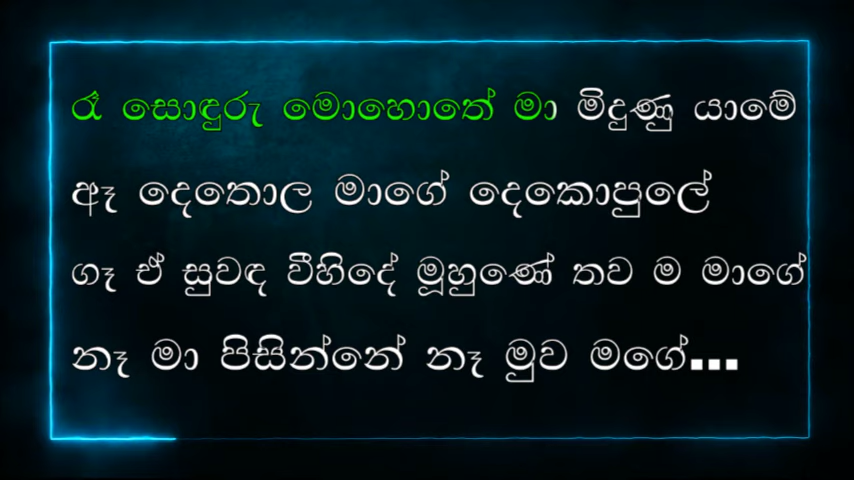 රෑ සොඳුරු මොහොතේ මා මිදුණු යාමේ
ඈ දෙතොල මාගේ දෙකොපුලේ
ගෑ ඒ සුවඳ වීහිදේ මූහුණේ තව ම මාගේ
නෑ මා පිසින්නේ නෑ මුව මගේ...